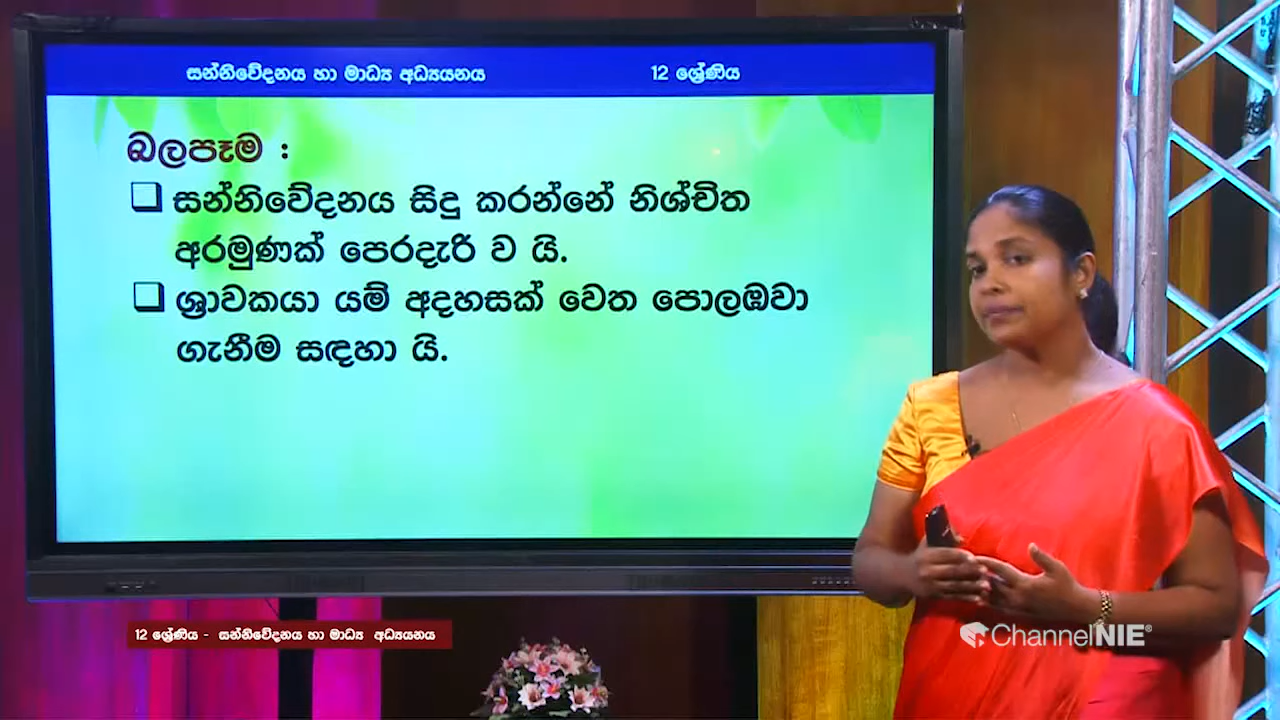 සන්නිවේදනය හා මාධ්‍ය අධ්‍යයනය 12 ශ්‍රේණිය
බලපෑම :
සන්නිවේදනය සිදු කරන්නේ නිශ්චිත
අරමුණක් පෙරදැරි ව යි.
ශ්‍රාවකයා යම් අදහසක් වෙත පොලඹවා
ගැනීම සඳහා යි.
12 ශ්‍රේණිය - සන්නිවේදනය හා මාධ්‍ය අධ්‍යයනය
ChannelNIE®